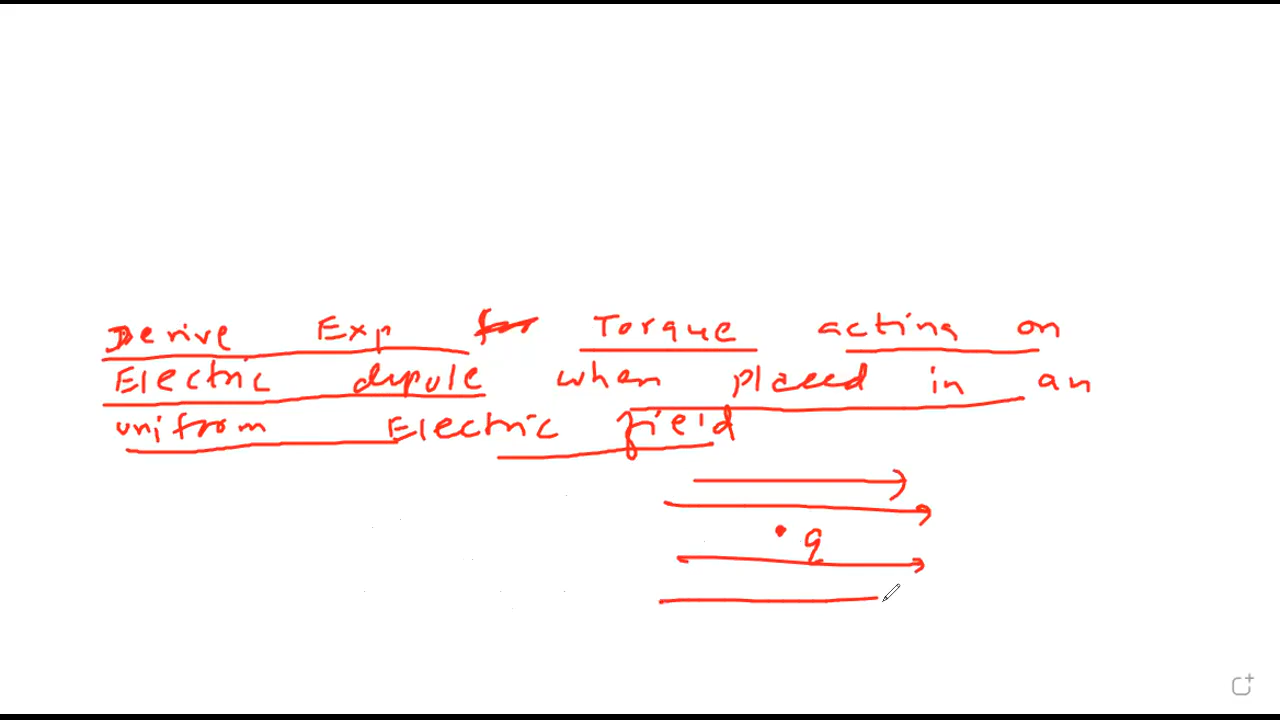 Derive Exp for Torque acting on
Electric dipole when placed in an
unifrom Electric field
q